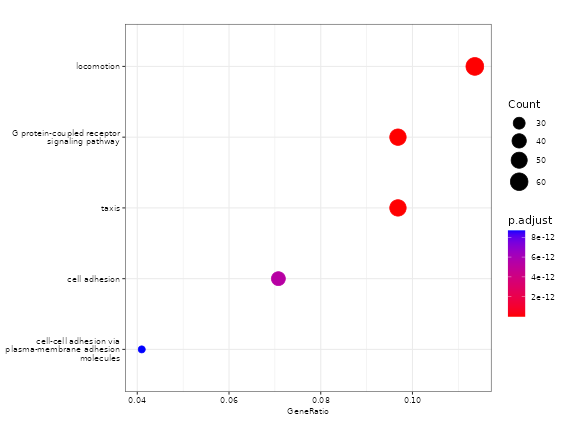 locomotion
G protein-coupled receptor
signaling pathway
taxis
cell adhesion
cell-cell adhesion via
plasma-membrane adhesion
molecules
0.04
0.06
0.08
0.10
GeneRatio
Count
30
40
50
60
p.adjust
8e-12
6e-12
4e-12
2e-12